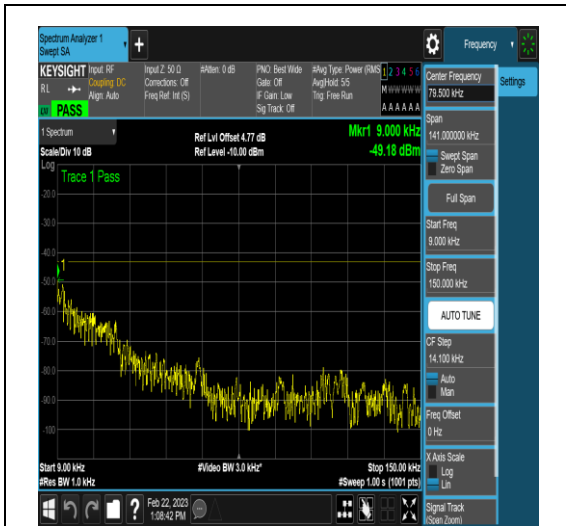 Spectrum Analyzer 1
Swept SA
Frequency
KEYSIGHT
RL
PASS
Input: RF
Coupling: DC
Align: Auto
Input Z: 50 Ω
Corrections: Off
Freq Ref: Int (S)
#Atten: 0 dB
PNO: Best Wide
Gate: Off
IF Gain: Low
Sig Track: Off
#Avg Type: Power (RMS
Avg|Hold: 5/5
Trig: Free Run
1 2 3 4 5 6
M W W W W W
A A A A A A
1 Spectrum
Scale/Div 10 dB
Ref Lvl Offset 4.77 dB
Ref Level -10.00 dBm
Mkr1 9.000 kHz
-49.18 dBm
Log
Trace 1 Pass
-20.0
-30.0
-40.0
1
-50.0
-60.0
-70.0
-80.0
-90.0
-100
Start 9.00 kHz
#Res BW 1.0 kHz
#Video BW 3.0 kHz*
Stop 150.00 kHz
#Sweep 1.00 s (1001 pts)
Feb 22, 2023
1:08:42 PM
Center Frequency
79.500 kHz
Settings
Span
141.000000 kHz
Swept Span
Zero Span
Full Span
Start Freq
9.000 kHz
Stop Freq
150.000 kHz
AUTO TUNE
CF Step
14.100 kHz
Auto
Man
Freq Offset
0 Hz
X Axis Scale
Log
Lin
Signal Track
(Span Zoom)